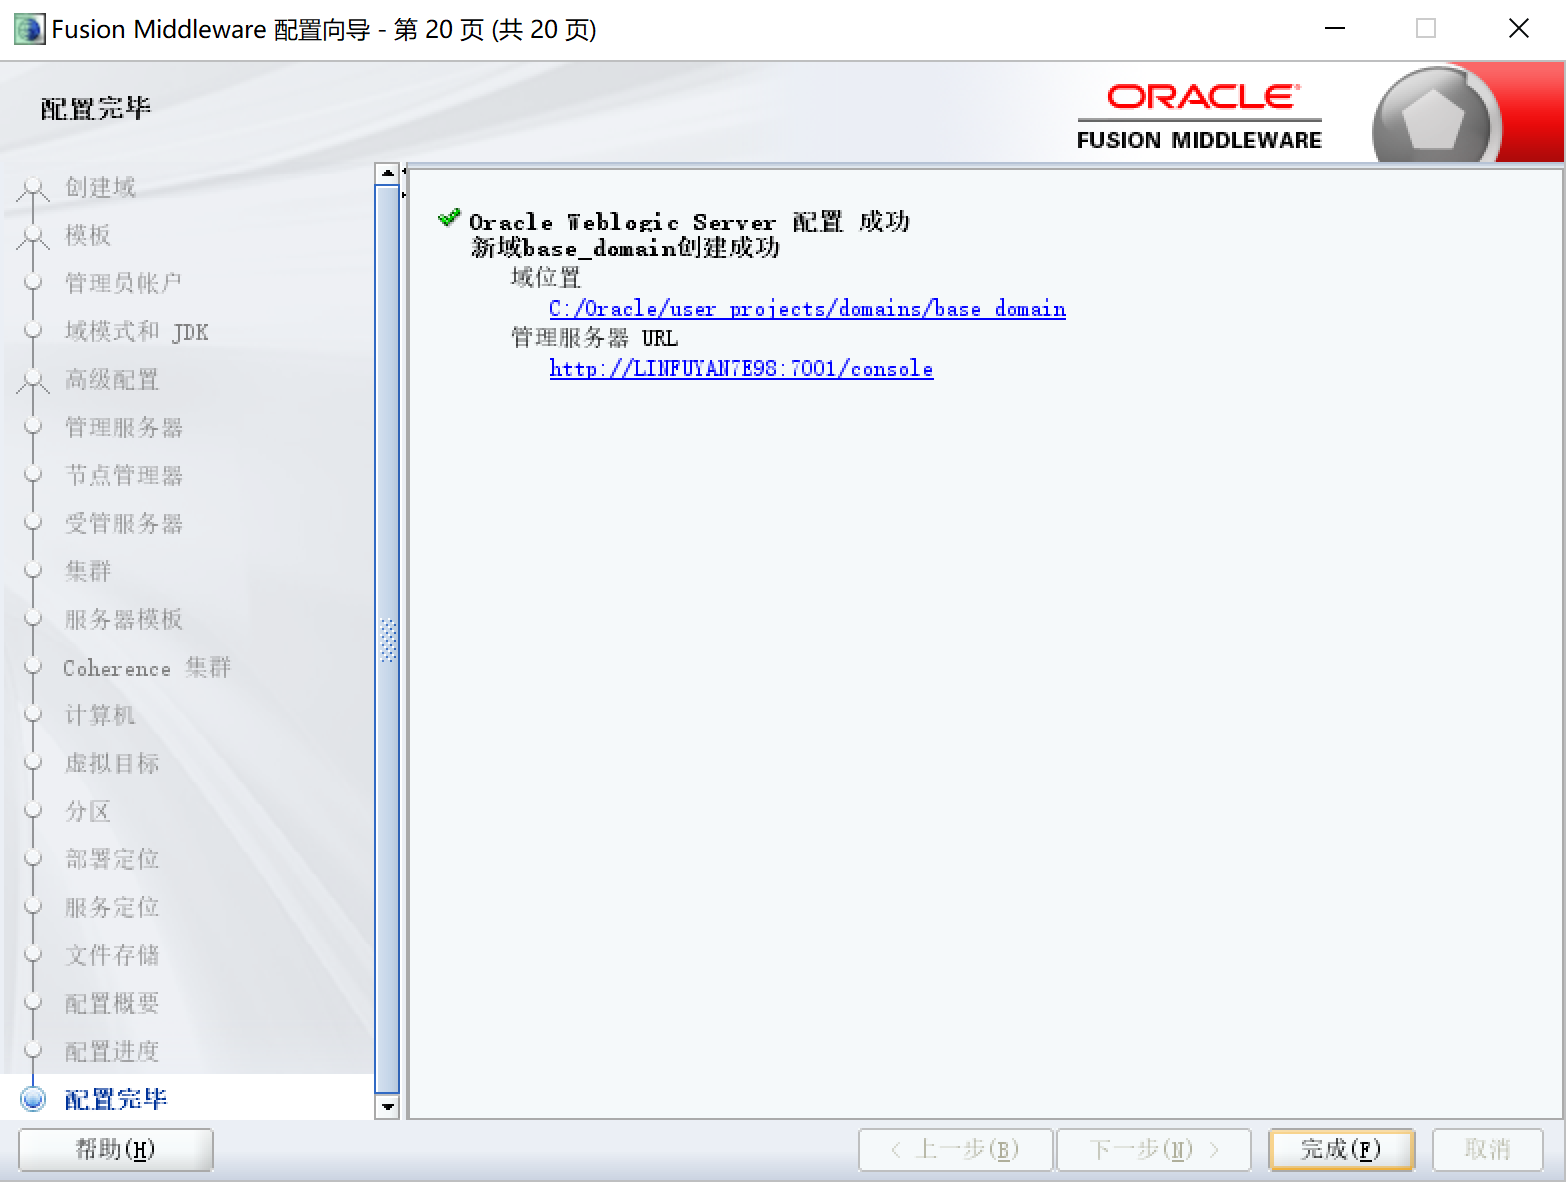 Fusion Middleware 配置向导 - 第 20 页 (共 20 页)
配置完毕
ORACLE
FUSION MIDDLEWARE
创建域
模板
管理员帐户
域模式和 JDK
高级配置
管理服务器
节点管理器
受管服务器
集群
服务器模板
Coherence 集群
计算机
虚拟目标
分区
部署定位
服务定位
文件存储
配置概要
配置进度
配置完毕
Oracle Weblogic Server 配置 成功
新域base_domain创建成功
域位置
C:/Oracle/user_projects/domains/base_domain
管理服务器 URL
http://LINFUYAN7E98:7001/console
帮助(H)
< 上一步(B)
下一步(N) >
完成(F)
取消